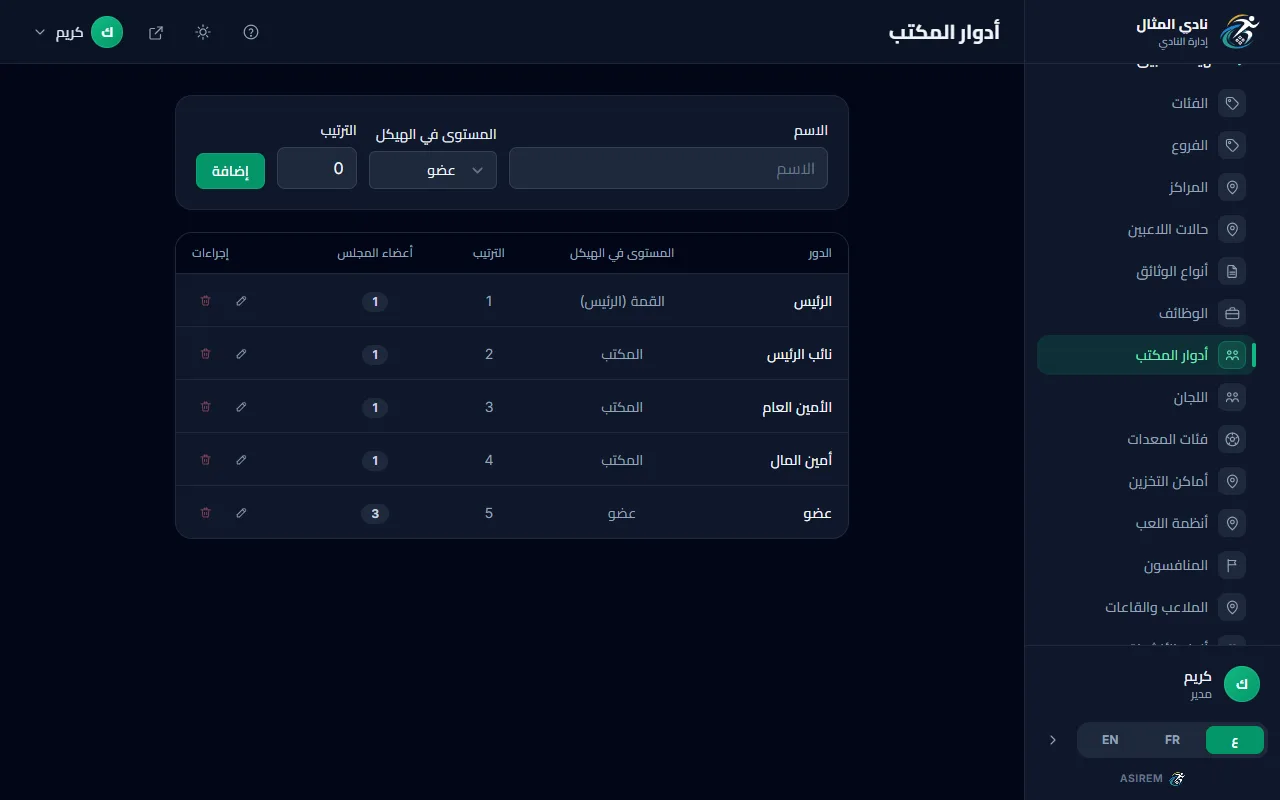 نادي المثال
إدارة النادي
أدوار المكتب
ك
كريم
الفئات
الفروع
المراكز
حالات اللاعبين
أنواع الوثائق
الوظائف
أدوار المكتب
اللجان
فئات المعدات
أماكن التخزين
أنظمة اللعب
المنافسون
الملاعب والقاعات
ك
كريم
مدير
ع FR EN
ASIREM
الاسم المستوى في الهيكل الترتيب
الاسم عضو 0 إضافة
الدور المستوى في الهيكل الترتيب أعضاء المجلس إجراءات
الرئيس القمة (الرئيس) 1 1
نائب الرئيس المكتب 2 1
الأمين العام المكتب 3 1
أمين المال المكتب 4 1
عضو عضو 5 3